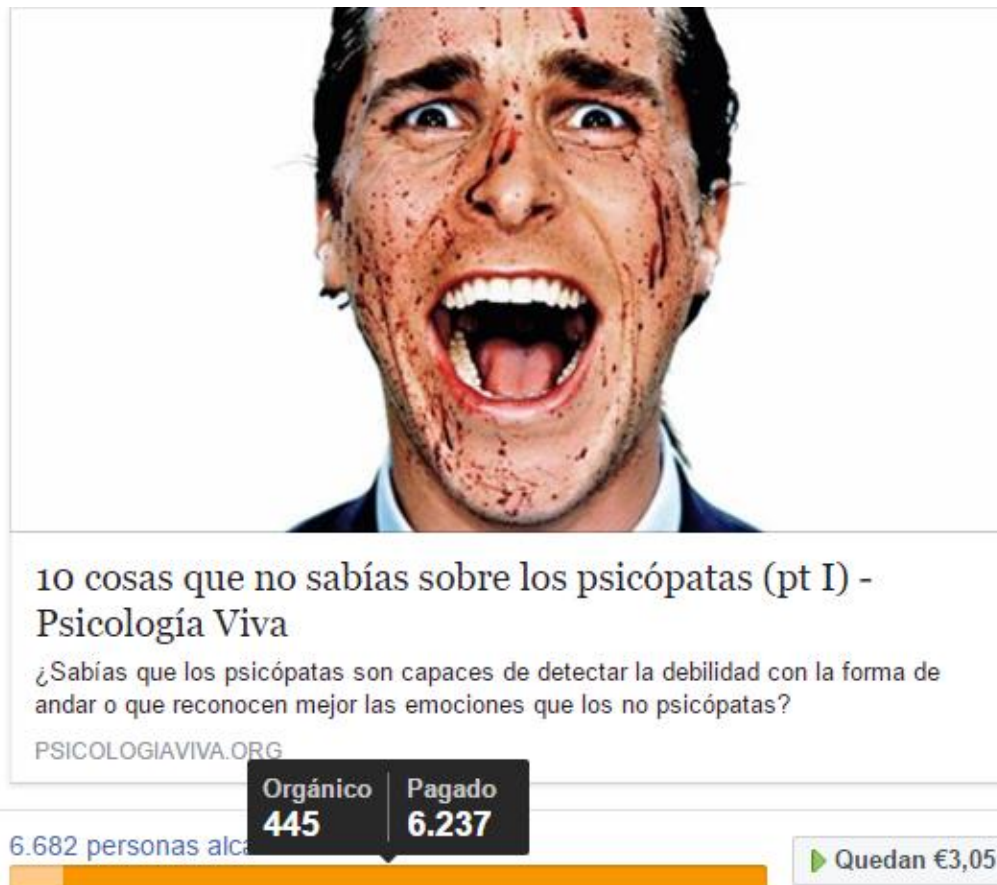 10 cosas que no sabías sobre los psicópatas (pt I) -
Psicología Viva
¿Sabías que los psicópatas son capaces de detectar la debilidad con la forma de
andar o que reconocen mejor las emociones que los no psicópatas?
PSICOLOGIAVIVA.ORG
Orgánico Pagado
445 6.237
6.682 personas
Quedan €3,05